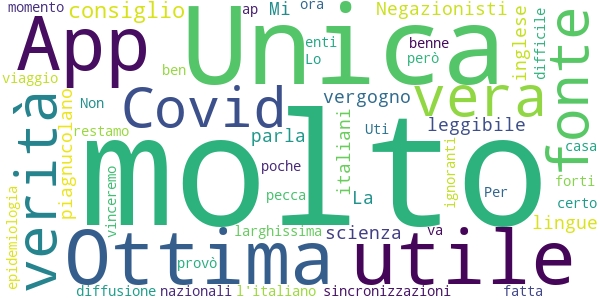 momento
consiglio
App
Unica
ap
Mi
ora
enti
Lo
Negazionisti
benne
però
inglese
difficile
fonte
viaggio
ben
Non
restamo
verità
piagnucolano
Covid
molto
vergogno
vera
leggibile
parla
poche
pecca
La
italiani
Uti
ignoranti
Per
casa
forti
certo
lingue
epidemiologia
vinceremo
Ottima
provò
larghissima
scienza
va
utile
diffusione
nazionali
l'italiano
sincronizzazioni
fatta